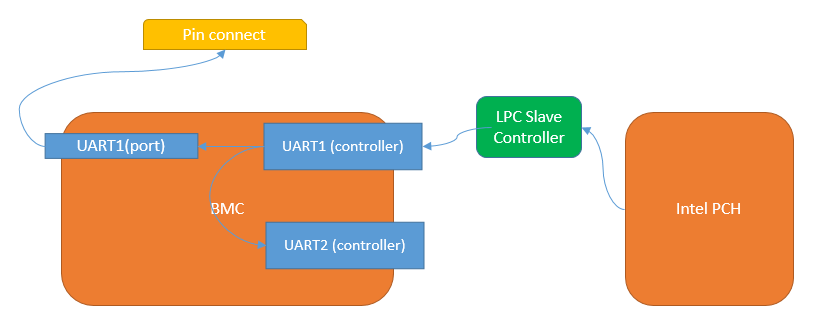 Pin connect
LPC Slave
Controller
UART1(port)
UART1 (controller)
BMC
Intel PCH
UART2 (controller)